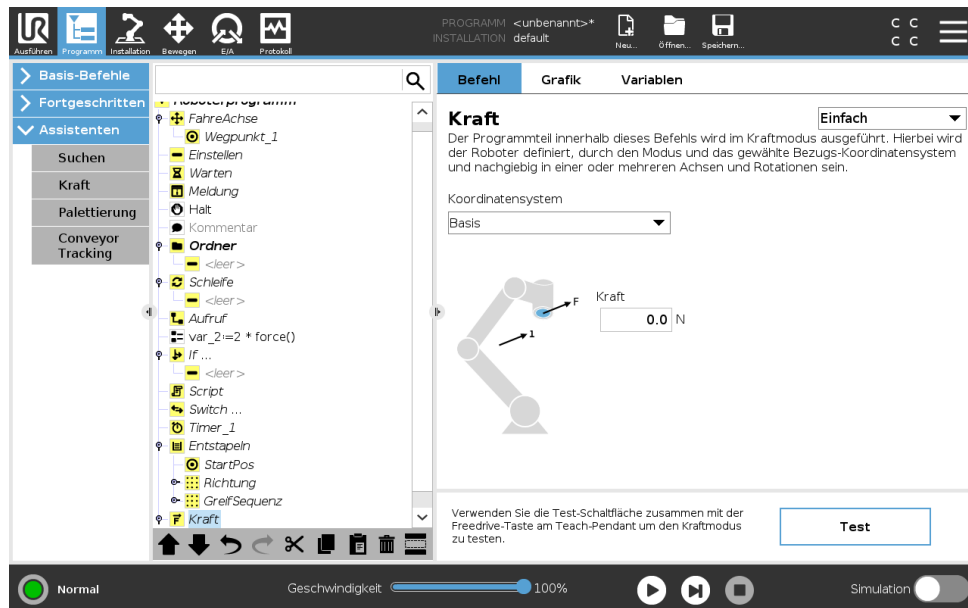 PROGRAMM <unbenannt>*
INSTALLATION default
C C
C C
Ausführen Programm Installation Bewegen E/A Protokoll Neu... Öffnen... Speichern...
Basis-Befehle
Fortgeschritten
Assistenten
Suchen
Kraft
Palettierung
Conveyor
Tracking
Roboterprogramm
FahreAchse
Wegpunkt_1
Einstellen
Warten
Meldung
Halt
Kommentar
Ordner
<leer>
Schleife
<leer>
Aufruf
var_2:=2 * force()
If ...
<leer>
Script
Switch ...
Timer_1
Entstapeln
StartPos
Richtung
GreifSequenz
Kraft
Befehl Grafik Variablen
Kraft
Einfach
Der Programmteil innerhalb dieses Befehls wird im Kraftmodus ausgeführt. Hierbei wird
der Roboter definiert, durch den Modus und das gewählte Bezugs-Koordinatensystem
und nachgiebig in einer oder mehreren Achsen und Rotationen sein.
Koordinatensystem
Basis
F
1
Kraft
0.0 N
Verwenden Sie die Test-Schaltfläche zusammen mit der
Freedrive-Taste am Teach-Pendant um den Kraftmodus
zu testen.
Test
Normal
Geschwindigkeit 100%
Simulation